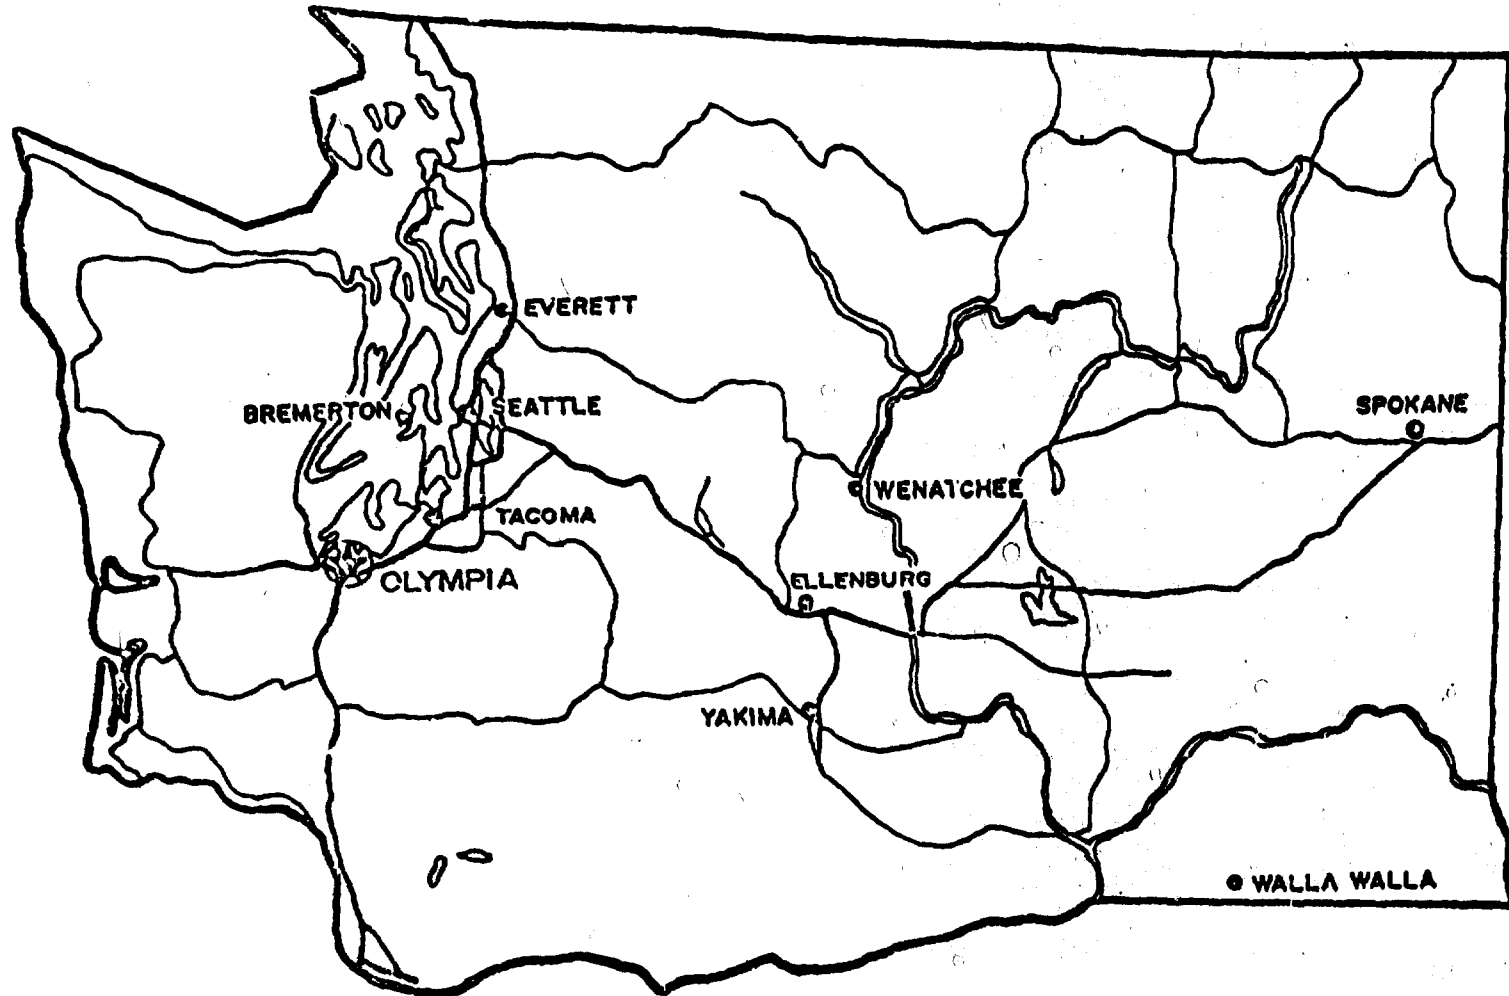 EVERETT
BREMERTON
SEATTLE
SPOKANE
WENATCHEE
TACOMA
OLYMPIA
ELLENBURG
YAKIMA
WALLA WALLA